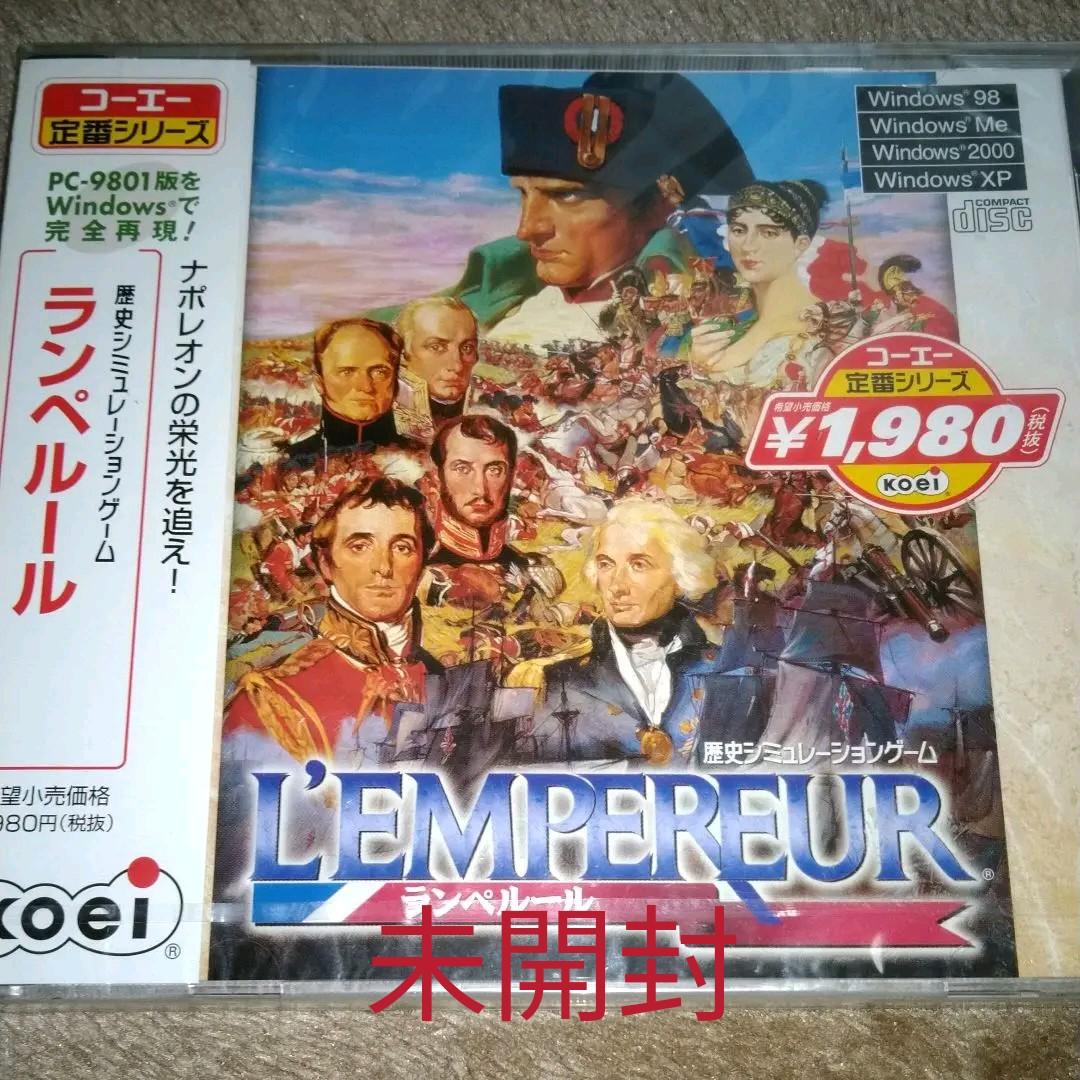 コーエー
定番シリーズ
PC-9801版を
Windows®で
完全再現!
ナポレオンの栄光を追え!
歴史シミュレーションゲーム
ランペルール
望小売価格
980円(税抜)
koei
®
Windows® 98
Windows® Me
Windows® 2000
Windows® XP
COMPACT
disc
コーエー
定番シリーズ
希望小売価格
¥1,980(税抜)
koei®
歴史シミュレーションゲーム
L'EMPEREUR®
ランペルール
未開封